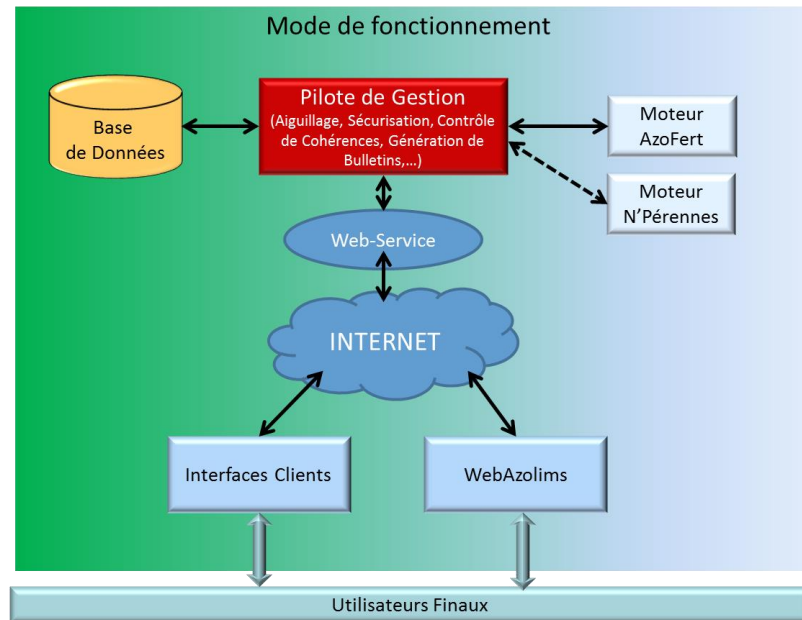 Mode de fonctionnement
Base
de Données
Pilote de Gestion
(Aiguillage, Sécurisation, Contrôle
de Cohérences, Génération de
Bulletins,…)
Moteur
AzoFert
Moteur
N’Pérennes
Web-Service
INTERNET
Interfaces Clients
WebAzolims
Utilisateurs Finaux